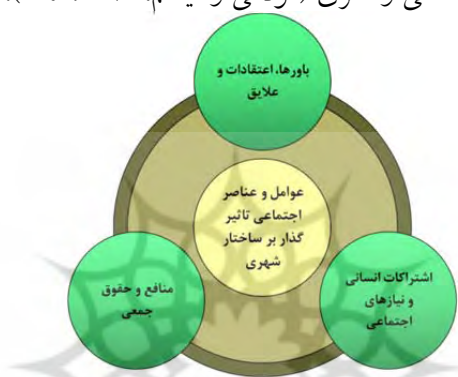 باورها، اعتقادات و
علایق
عوامل و عناصر
اجتماعی تاثیر
گذار بر ساختار
شهری
اشتراکات انسانی
و نیازهای
اجتماعی
منافع و حقوق
جمعی